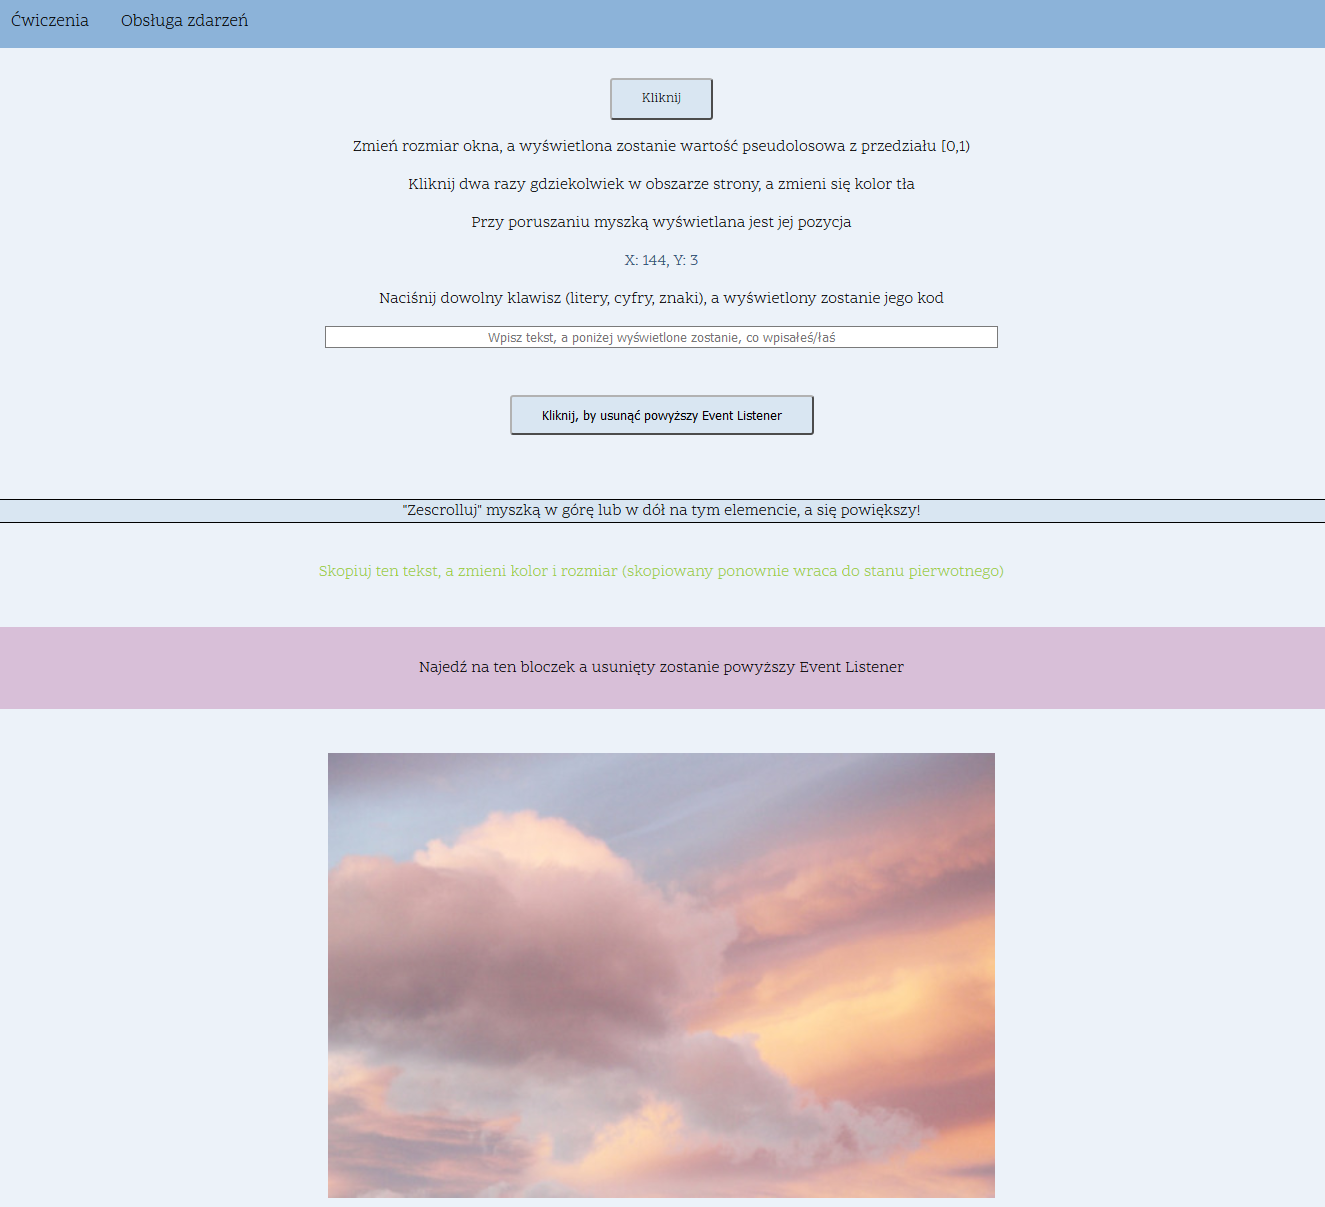 Ćwiczenia Obsługa zdarzeń
Kliknij
Zmień rozmiar okna, a wyświetlona zostanie wartość pseudolosowa z przedziału [0,1)
Kliknij dwa razy gdziekolwiek w obszarze strony, a zmieni się kolor tła
Przy poruszaniu myszką wyświetlana jest jej pozycja
X: 144, Y: 3
Naciśnij dowolny klawisz (litery, cyfry, znaki), a wyświetlony zostanie jego kod
Wpisz tekst, a poniżej wyświetlone zostanie, co wpisałeś/łaś
Kliknij, by usunąć powyższy Event Listener
"Zescrolluj" myszką w górę lub w dół na tym elemencie, a się powiększy!
Skopiuj ten tekst, a zmieni kolor i rozmiar (skopiowany ponownie wraca do stanu pierwotnego)
Najedź na ten bloczek a usunięty zostanie powyższy Event Listener